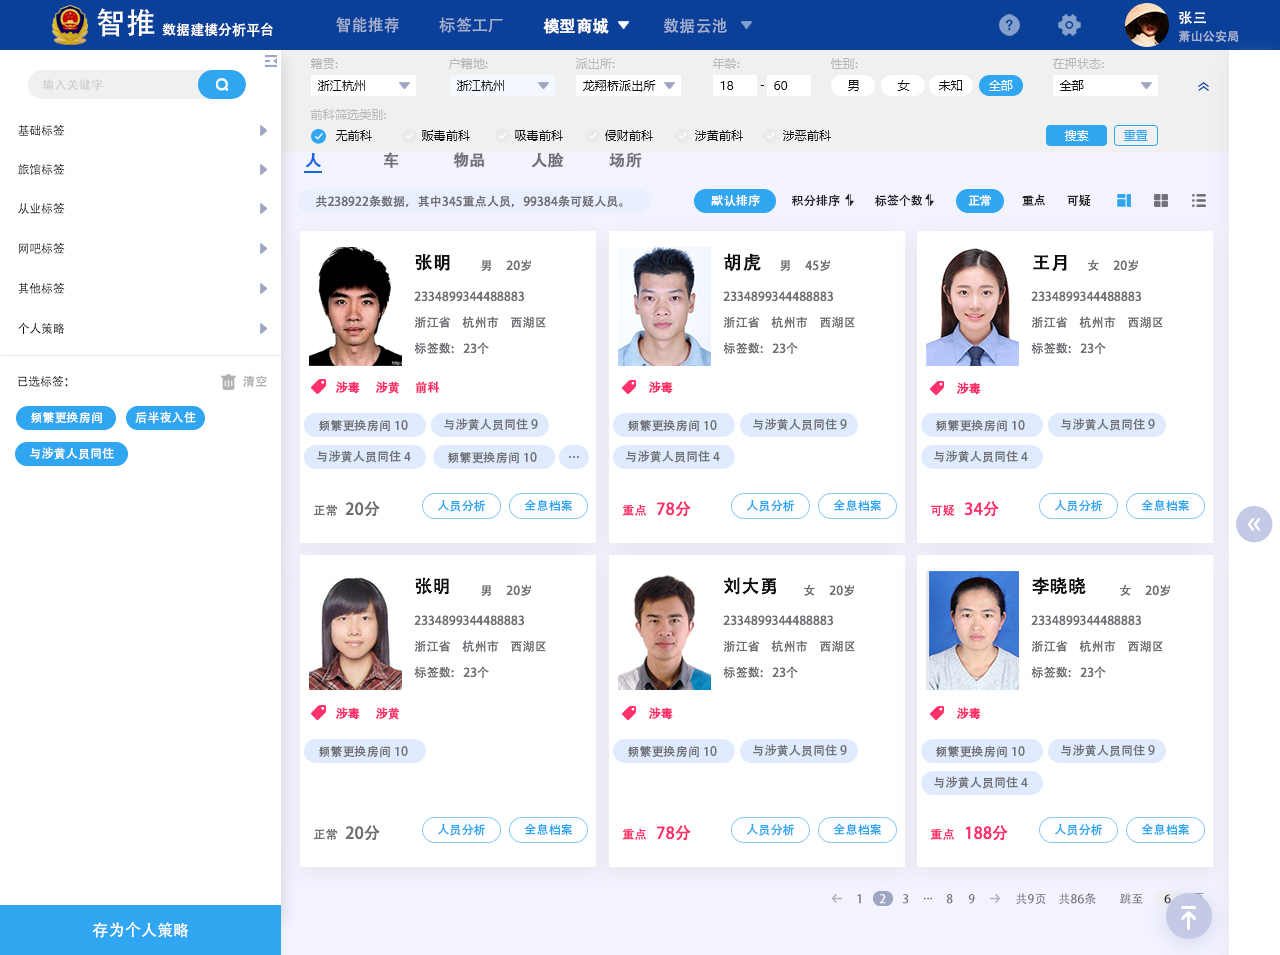 智推 数据建模分析平台 智能推荐 标签工厂 模型商城 数据云池 ? 张三
萧山公安局
输入关键字
基础标签
旅馆标签
从业标签
网吧标签
其他标签
个人策略
已选标签： 清空
频繁更换房间 后半夜入住
与涉黄人员同住
存为个人策略
籍贯: 户籍地: 派出所: 年龄: 性别: 在押状态:
浙江杭州 浙江杭州 龙翔桥派出所 18 - 60 男 女 未知 全部 全部
前科筛选类别:
无前科 贩毒前科 吸毒前科 侵财前科 涉黄前科 涉恶前科 搜索 重置
人 车 物品 人脸 场所
共238922条数据，其中345重点人员，99384条可疑人员。 默认排序 积分排序 标签个数 正常 重点 可疑
张明 男 20岁
2334899344488883
浙江省 杭州市 西湖区
标签数：23个
涉毒 涉黄 前科
频繁更换房间 10 与涉黄人员同住 9
与涉黄人员同住 4 频繁更换房间 10 ...
正常 20分 人员分析 全息档案
胡虎 男 45岁
2334899344488883
浙江省 杭州市 西湖区
标签数：23个
涉毒
频繁更换房间 10 与涉黄人员同住 9
与涉黄人员同住 4
重点 78分 人员分析 全息档案
王月 女 20岁
2334899344488883
浙江省 杭州市 西湖区
标签数：23个
涉毒
频繁更换房间 10 与涉黄人员同住 9
与涉黄人员同住 4
可疑 34分 人员分析 全息档案
张明 男 20岁
2334899344488883
浙江省 杭州市 西湖区
标签数：23个
涉毒 涉黄
频繁更换房间 10
正常 20分 人员分析 全息档案
刘大勇 女 20岁
2334899344488883
浙江省 杭州市 西湖区
标签数：23个
涉毒
频繁更换房间 10 与涉黄人员同住 9
重点 78分 人员分析 全息档案
李晓晓 女 20岁
2334899344488883
浙江省 杭州市 西湖区
标签数：23个
涉毒
频繁更换房间 10 与涉黄人员同住 9
与涉黄人员同住 4
重点 188分 人员分析 全息档案
1 2 3 ... 8 9 共9页 共86条 跳至 6